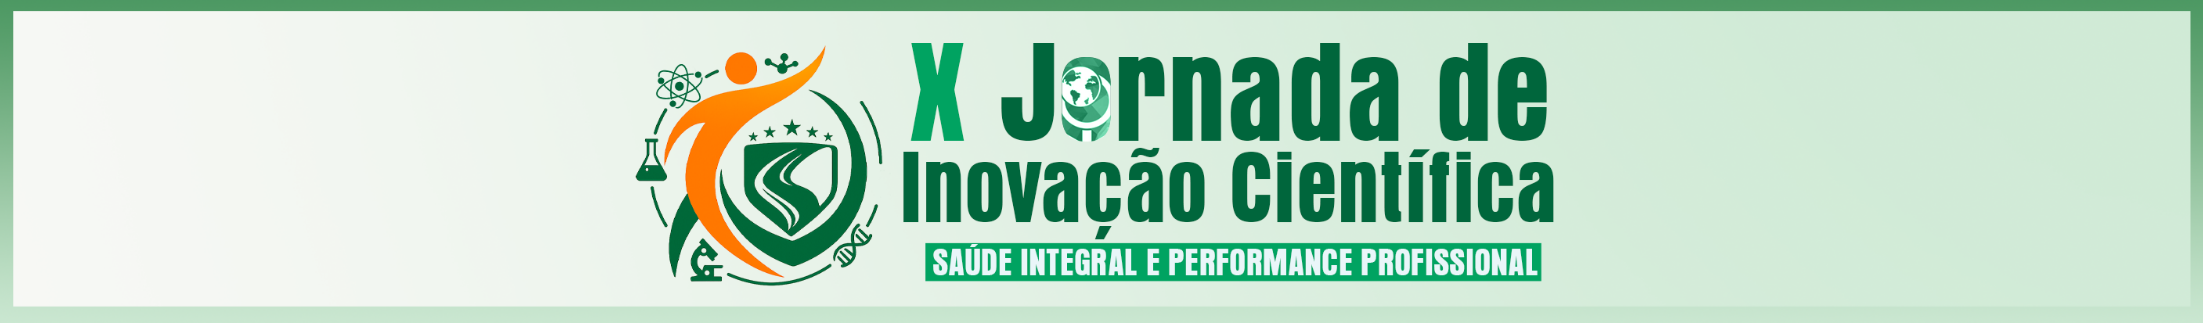 X Jornada de
Inovação Científica
SAÚDE INTEGRAL E PERFORMANCE PROFISSIONAL